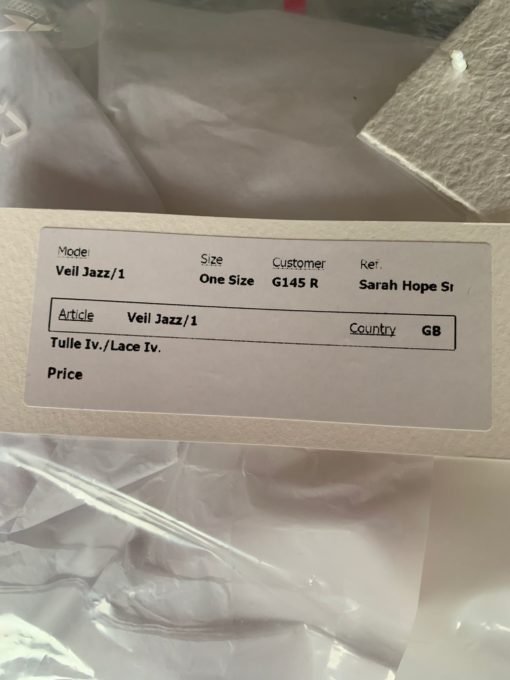 Model Size Customer Ref.
Veil Jazz/1 One Size G145 R Sarah Hope
Article Veil Jazz/1 Country GB
Tulle Iv./Lace Iv.
Price